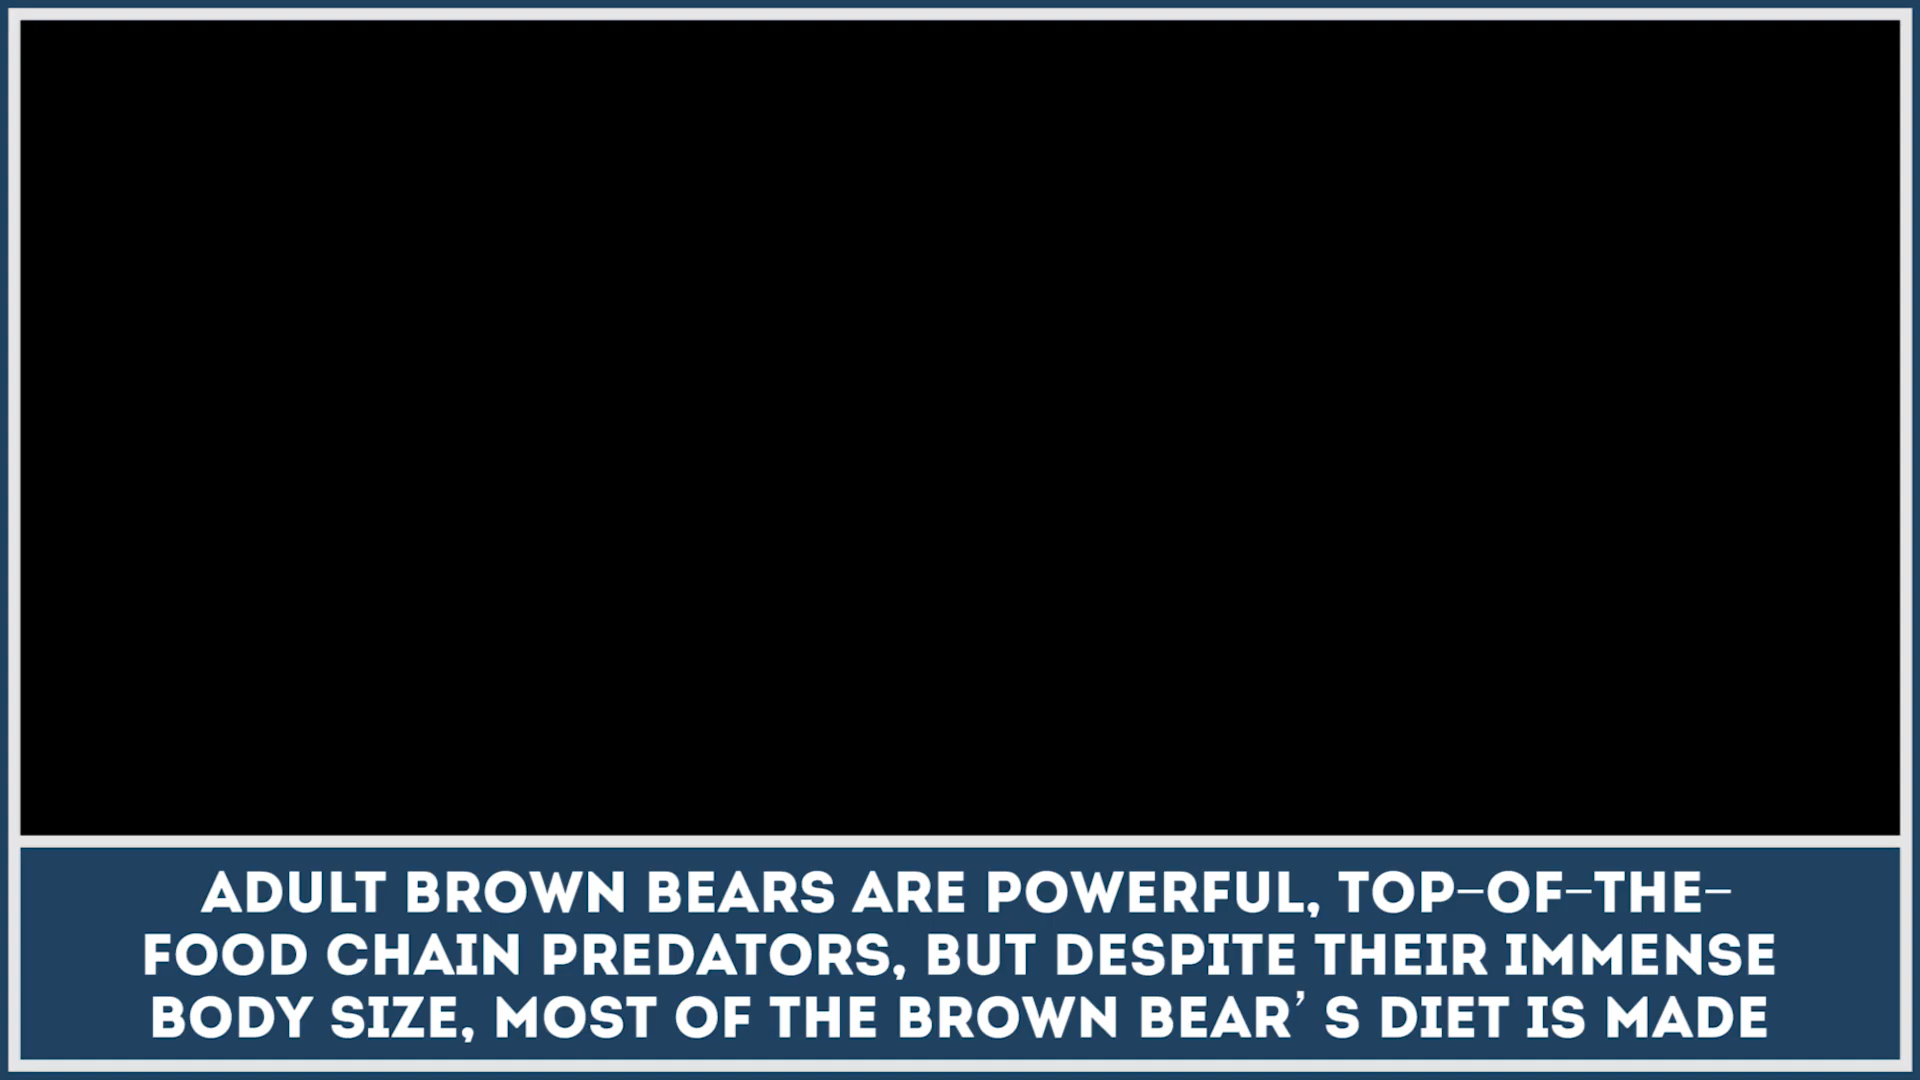 ADULT BROWN BEARS ARE POWERFUL, TOP-OF-THE-
FOOD CHAIN PREDATORS, BUT DESPITE THEIR IMMENSE
BODY SIZE, MOST OF THE BROWN BEAR’ S DIET IS MADE